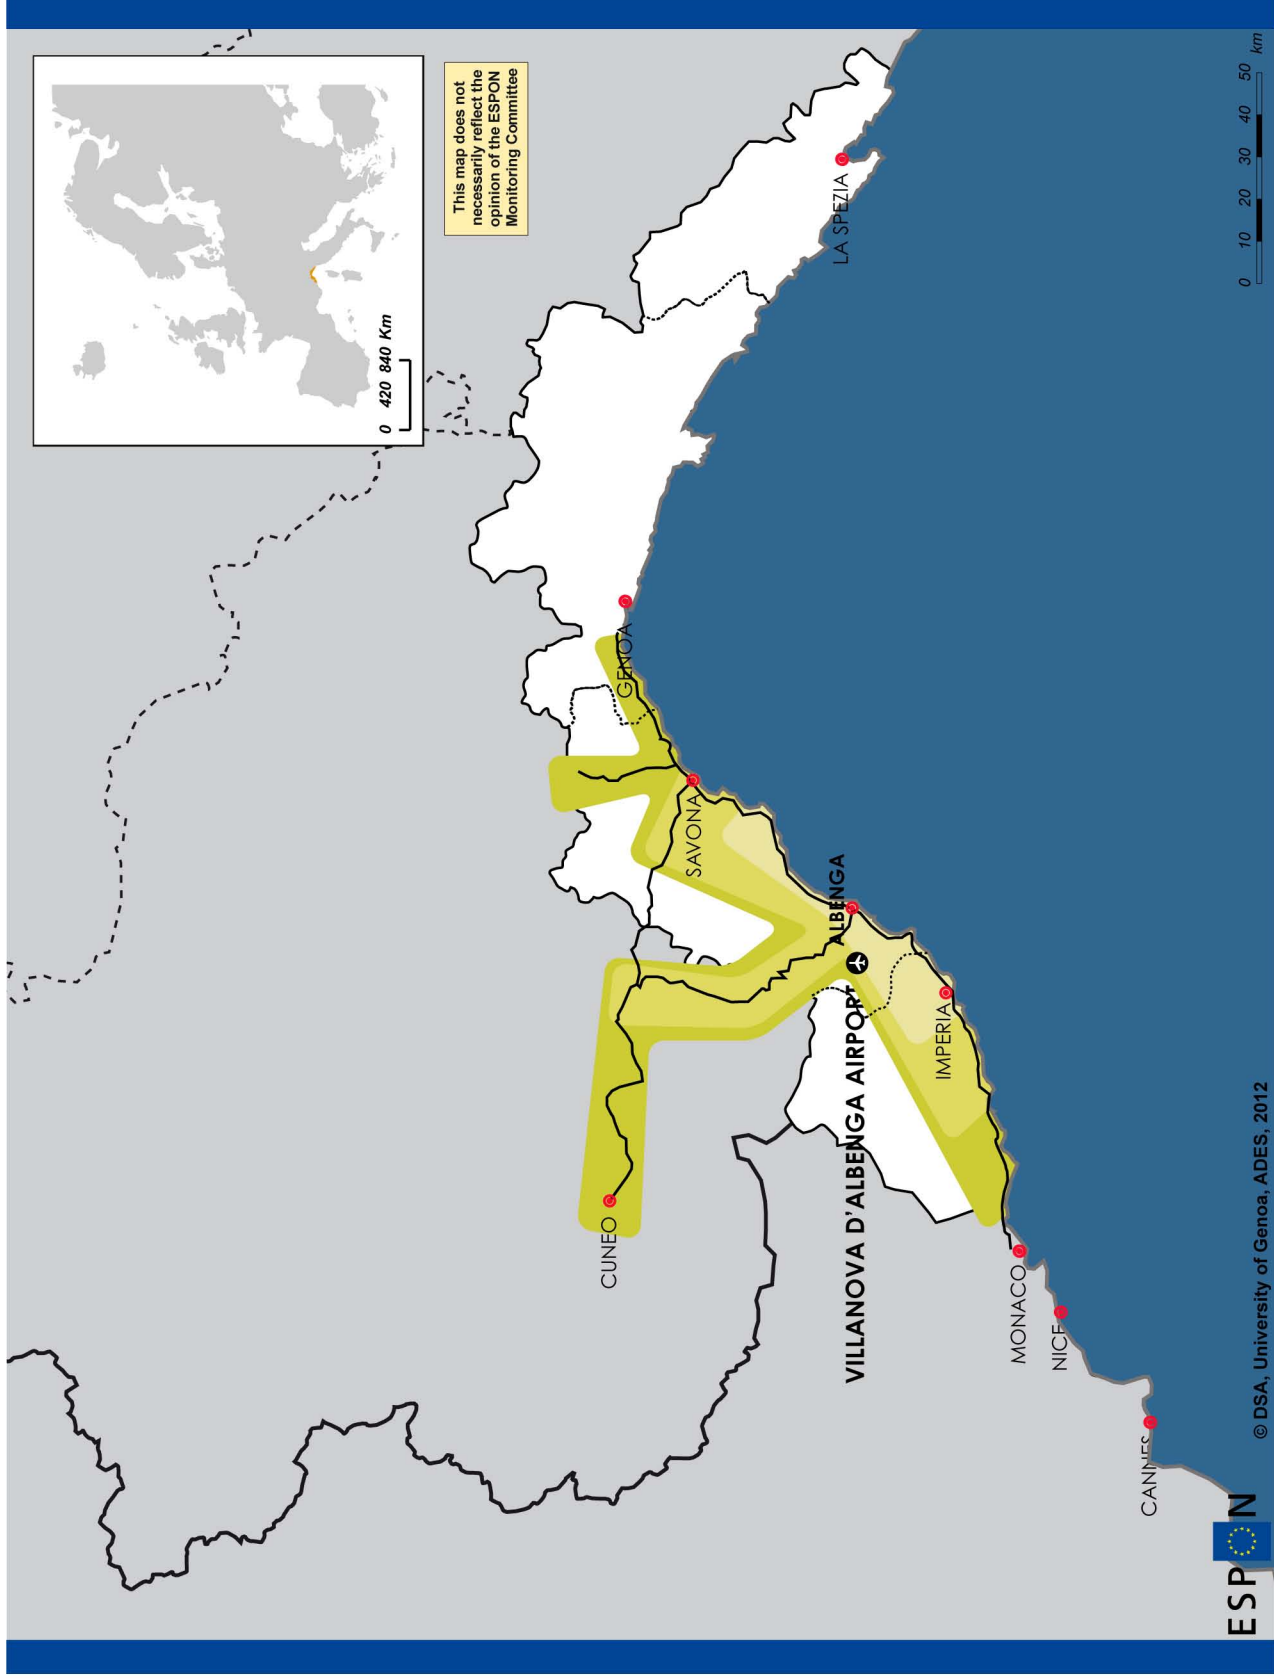 0 420 840 Km
This map does not
necessarily reflect the
opinion of the ESPON
Monitoring Committee
CUNEO
SAVONA
GENOA
LA SPEZIA
ALBENGA
VILLANOVA D'ALBENGA AIRPORT
IMPERIA
MONACO
NICE
CANNES
ESPON
© DSA, University of Genoa, ADES, 2012
0 10 20 30 40 50 km